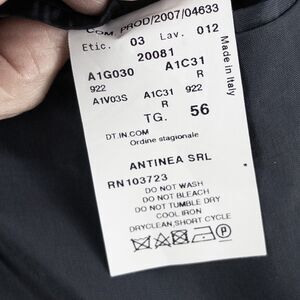 COM. PROD/2007/04633
Etic. 03 Lav. 012
20081
A1G030 A1C31
922 R
A1V03S A1C31 922
R
TG. 56
DT.IN.COM
Ordine stagionale
Made in Italy
ANTINEA SRL
RN103723
DO NOT WASH
DO NOT BLEACH
DO NOT TUMBLE DRY
COOL IRON
DRYCLEAN,SHORT CYCLE
P